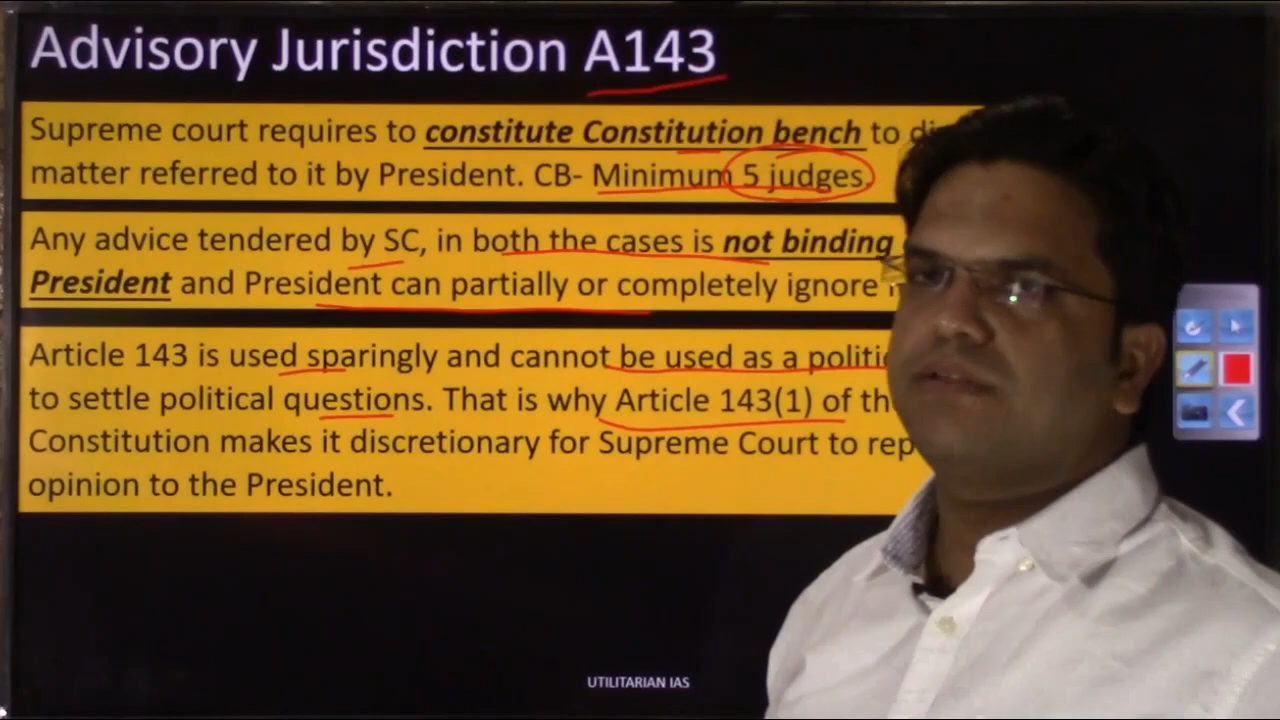 Advisory Jurisdiction A143
Supreme court requires to constitute Constitution bench to
matter referred to it by President. CB- Minimum 5 judges.
Any advice tendered by SC, in both the cases is not binding
President and President can partially or completely ignore
Article 143 is used sparingly and cannot be used as a
to settle political questions. That is why Article 143(1) of
Constitution makes it discretionary for Supreme Court to
opinion to the President.
UTILITARIAN IAS